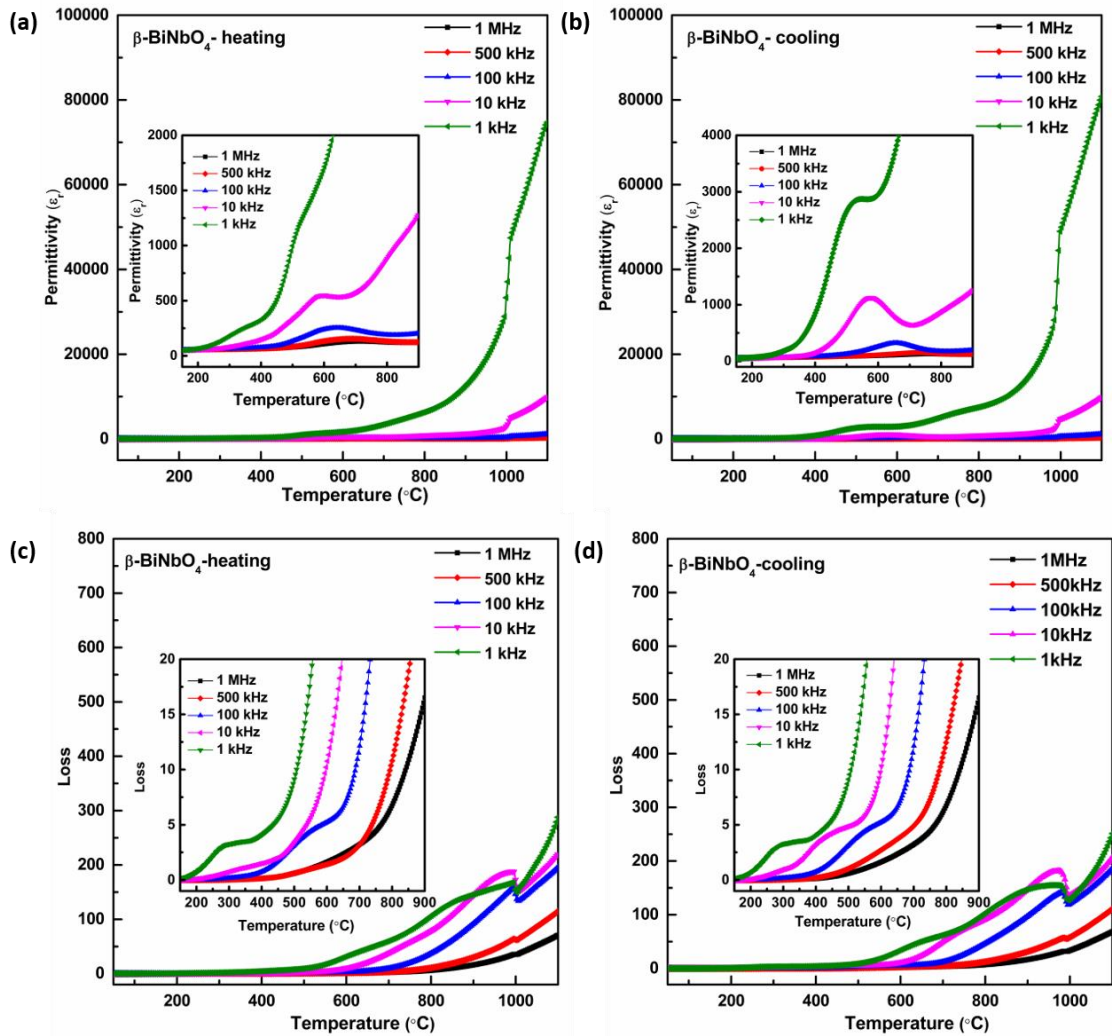 (a)
β-BiNbO4- heating
1 MHz
500 kHz
100 kHz
10 kHz
1 kHz
100000
80000
60000
40000
20000
0
Permittivity (εr)
200 400 600 800 1000
Temperature (°C)
2000
1500
1000
500
0
Permittivity (εr)
1 MHz
500 kHz
100 kHz
10 kHz
1 kHz
200 400 600 800
Temperature (°C)
(b)
β-BiNbO4- cooling
1 MHz
500 kHz
100 kHz
10 kHz
1 kHz
100000
80000
60000
40000
20000
0
Permittivity (εr)
200 400 600 800 1000
Temperature (°C)
4000
3000
2000
1000
0
Permittivity (εr)
1 MHz
500 kHz
100 kHz
10 kHz
1 kHz
200 400 600 800
Temperature (°C)
(c)
β-BiNbO4-heating
1 MHz
500 kHz
100 kHz
10 kHz
1 kHz
800
700
600
500
400
300
200
100
0
Loss
200 400 600 800 1000
Temperature (°C)
20
15
10
5
0
Loss
1 MHz
500 kHz
100 kHz
10 kHz
1 kHz
200 300 400 500 600 700 800 900
Temperature (°C)
(d)
β-BiNbO4-cooling
1MHz
500kHz
100kHz
10kHz
1kHz
800
700
600
500
400
300
200
100
0
Loss
200 400 600 800 1000
Temperature (°C)
20
15
10
5
0
Loss
1 MHz
500 kHz
100 kHz
10 kHz
1 kHz
200 300 400 500 600 700 800 900
Temperature (°C)